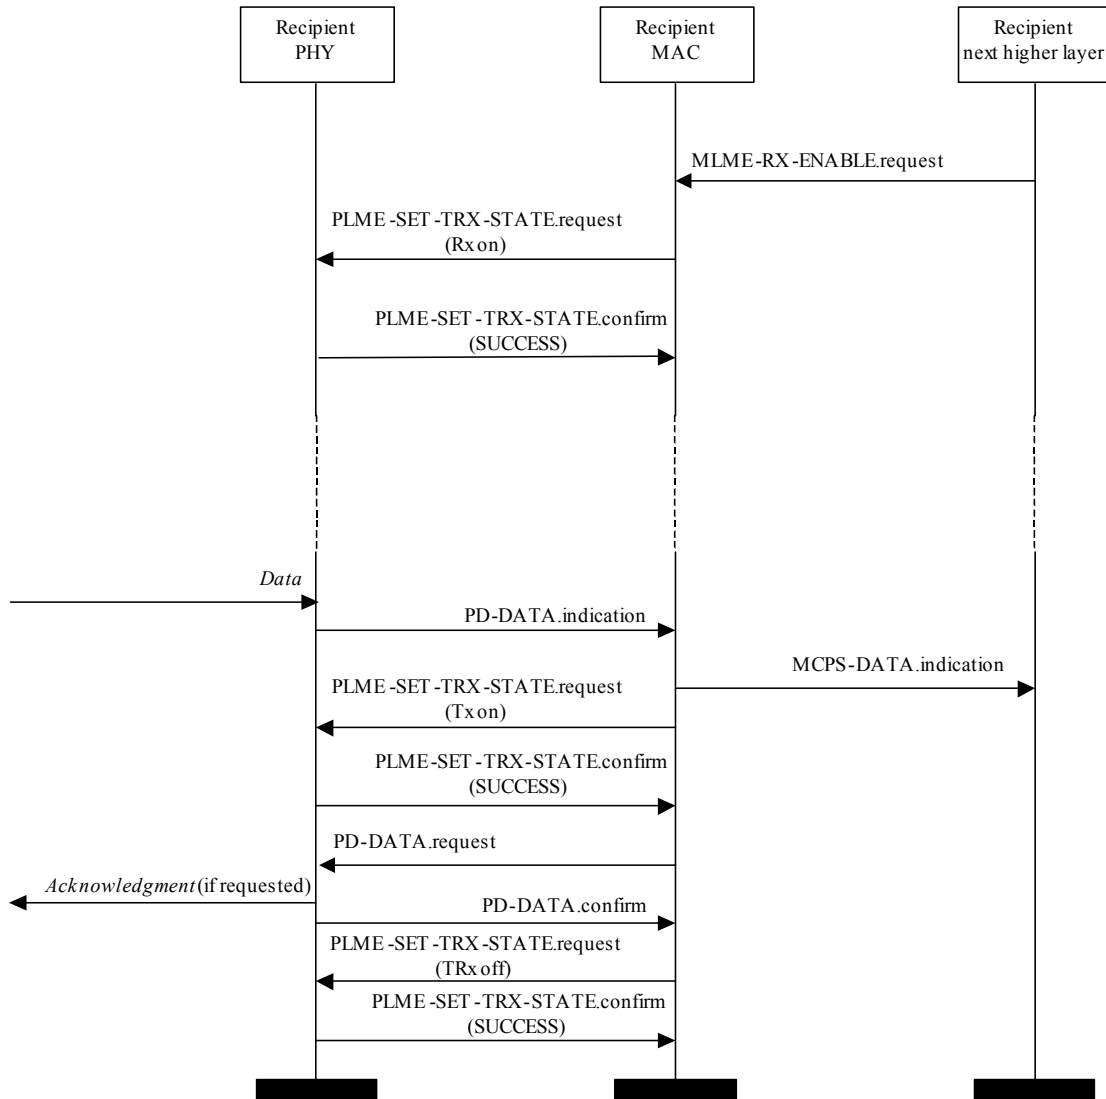 Recipient
PHY
Recipient
MAC
Recipient
next higher layer
MLME-RX-ENABLE.request
PLME-SET-TRX-STATE.request
(Rx on)
PLME-SET-TRX-STATE.confirm
(SUCCESS)
Data
PD-DATA.indication
MCPS-DATA.indication
PLME-SET-TRX-STATE.request
(Tx on)
PLME-SET-TRX-STATE.confirm
(SUCCESS)
PD-DATA.request
Acknowledgment (if requested)
PD-DATA.confirm
PLME-SET-TRX-STATE.request
(TRx off)
PLME-SET-TRX-STATE.confirm
(SUCCESS)